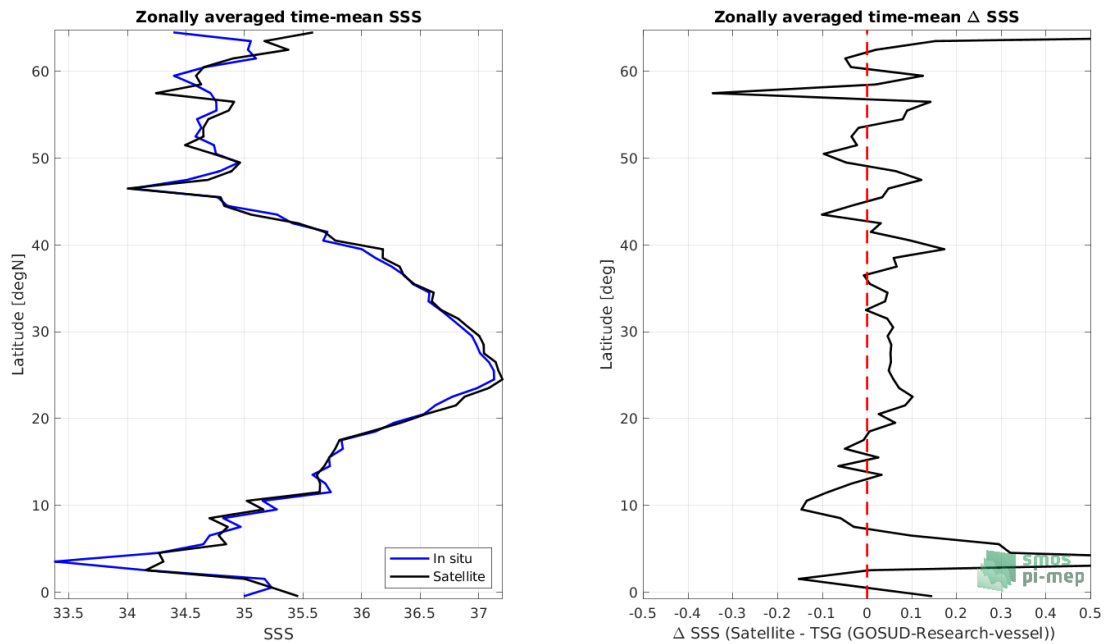 Zonally averaged time-mean SSS
60
50
40
30
20
10
0
Latitude [degN]
33.5 34 34.5 35 35.5 36 36.5 37
SSS
In situ
Satellite
Zonally averaged time-mean Δ SSS
60
50
40
30
20
10
0
Latitude [deg]
-0.5 -0.4 -0.3 -0.2 -0.1 0 0.1 0.2 0.3 0.4 0.5
Δ SSS (Satellite - TSG (GOSUD-Research-vessel))
smos
pi-mep